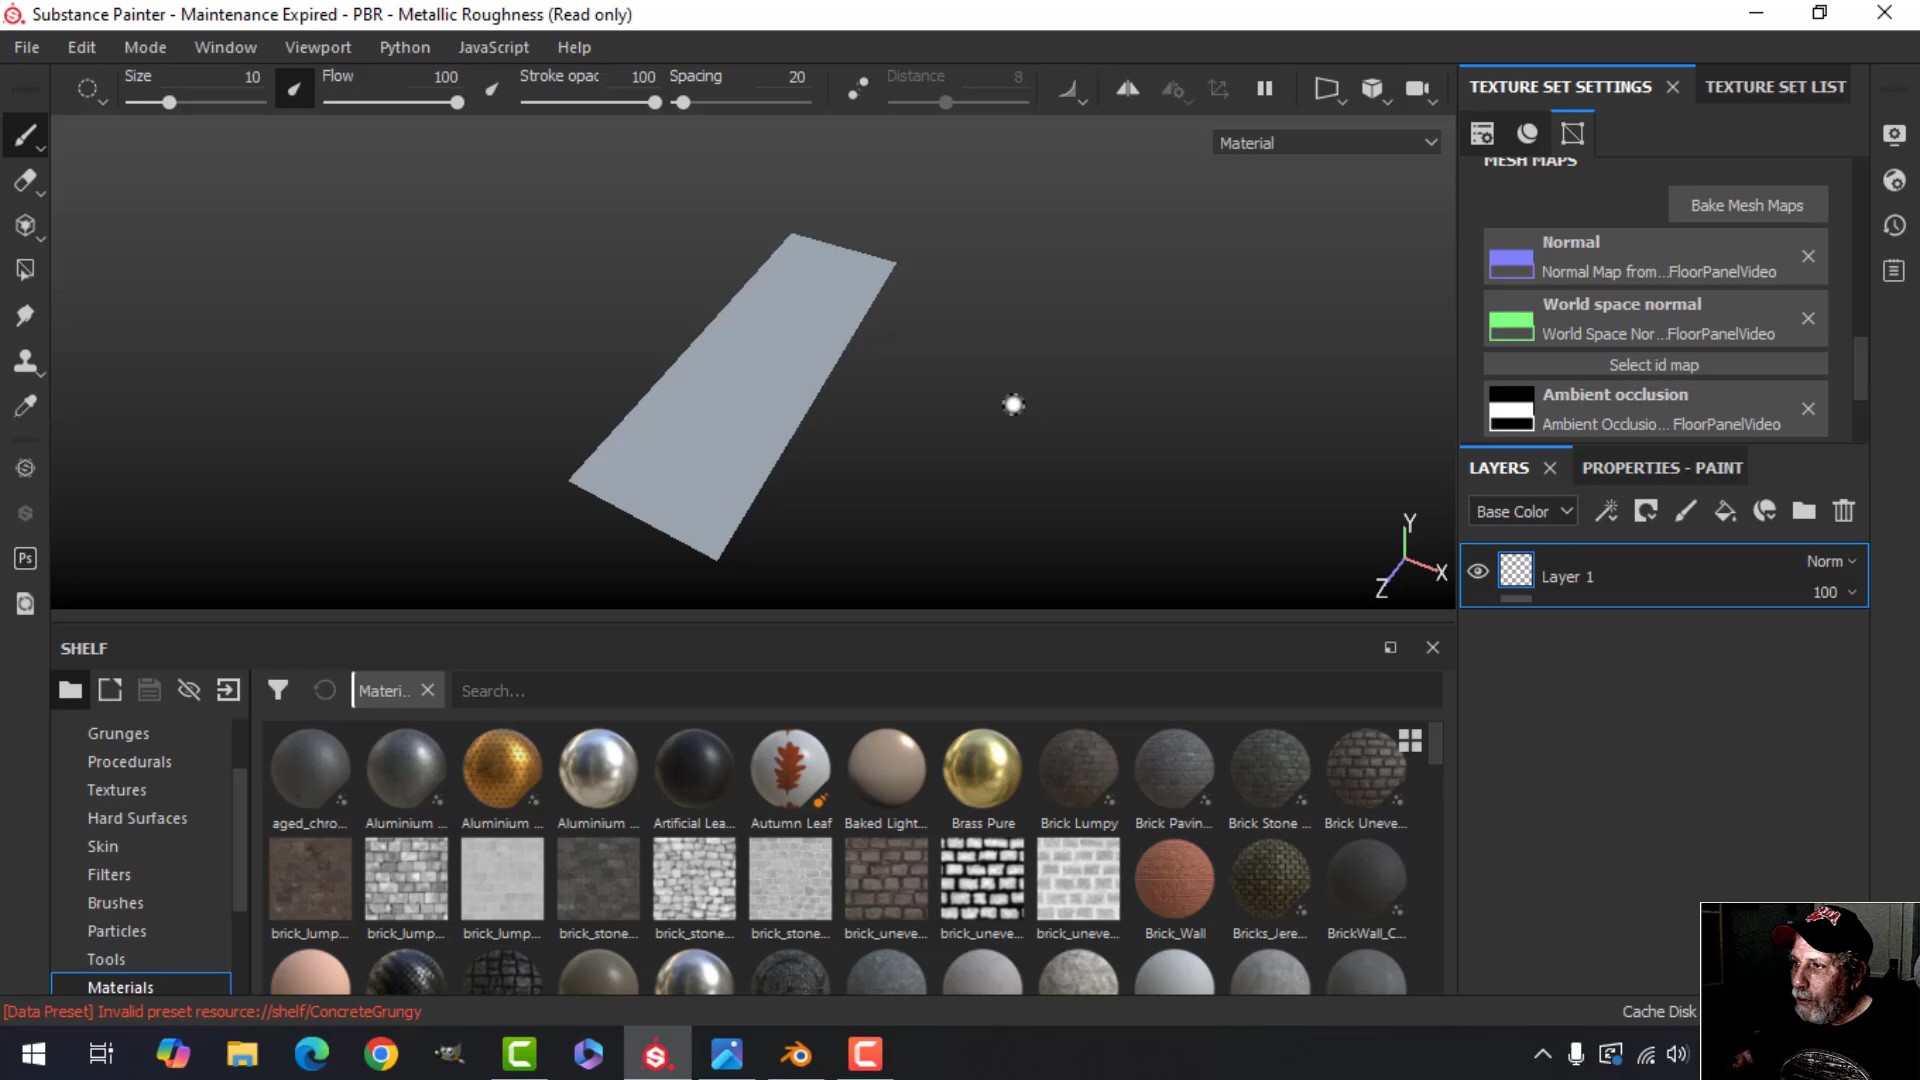 Substance Painter - Maintenance Expired - PBR - Metallic Roughness (Read only)
File Edit Mode Window Viewport Python JavaScript Help
Size 10 Flow 100 Stroke opac 100 Spacing 20 Distance 8
TEXTURE SET SETTINGS TEXTURE SET LIST
Material
MESH MAPS
Bake Mesh Maps
Normal
Normal Map from...FloorPanelVideo
World space normal
World Space Nor...FloorPanelVideo
Select id map
Ambient occlusion
Ambient Occlusio... FloorPanelVideo
LAYERS PROPERTIES - PAINT
Base Color
Norm
Layer 1
100
Y
X
Z
Ps
SHELF
Materi..
Search...
Grunges
Procedurals
Textures
Hard Surfaces
Skin
Filters
Brushes
Particles
Tools
Materials
aged_chro... Aluminium ... Aluminium ... Aluminium ... Artificial Lea... Autumn Leaf Baked Light... Brass Pure Brick Lumpy Brick Pavin... Brick Stone ... Brick Uneve...
brick_lump... brick_lump... brick_lump... brick_stone... brick_stone... brick_stone... brick_uneve... brick_uneve... brick_uneve... Brick_Wall Bricks_Jere... BrickWall_C...
[Data Preset] Invalid preset resource://shelf/ConcreteGrungy
Cache Disk